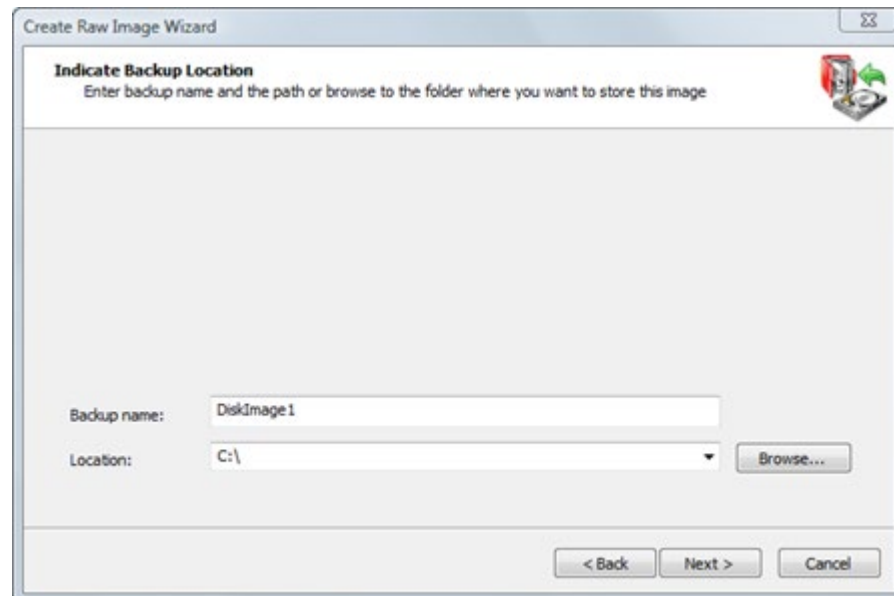 Create Raw Image Wizard
Indicate Backup Location
Enter backup name and the path or browse to the folder where you want to store this image
Backup name: DiskImage1
Location: C:\ Browse...
< Back Next > Cancel